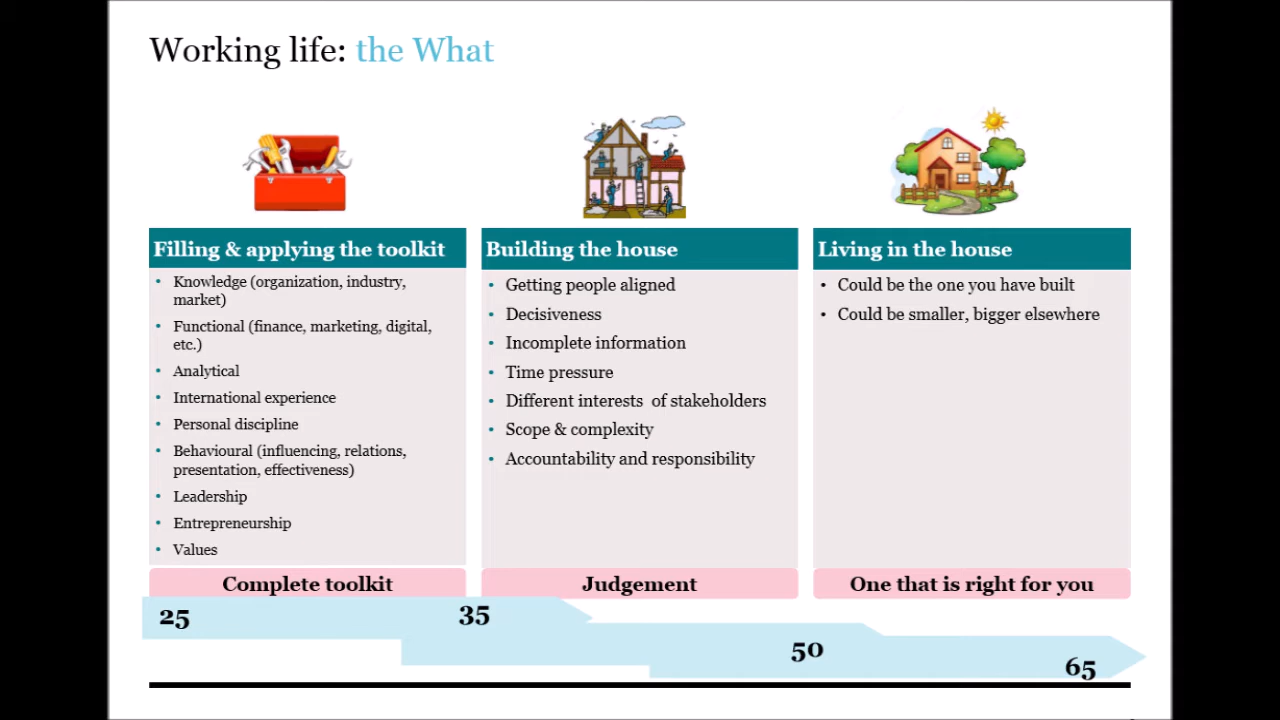 Working life: the What
Filling & applying the toolkit
• Knowledge (organization, industry,
market)
• Functional (finance, marketing, digital,
etc.)
• Analytical
• International experience
• Personal discipline
• Behavioural (influencing, relations,
presentation, effectiveness)
• Leadership
• Entrepreneurship
• Values
Complete toolkit
Building the house
• Getting people aligned
• Decisiveness
• Incomplete information
• Time pressure
• Different interests of stakeholders
• Scope & complexity
• Accountability and responsibility
Judgement
Living in the house
• Could be the one you have built
• Could be smaller, bigger elsewhere
One that is right for you
25
35
50
65